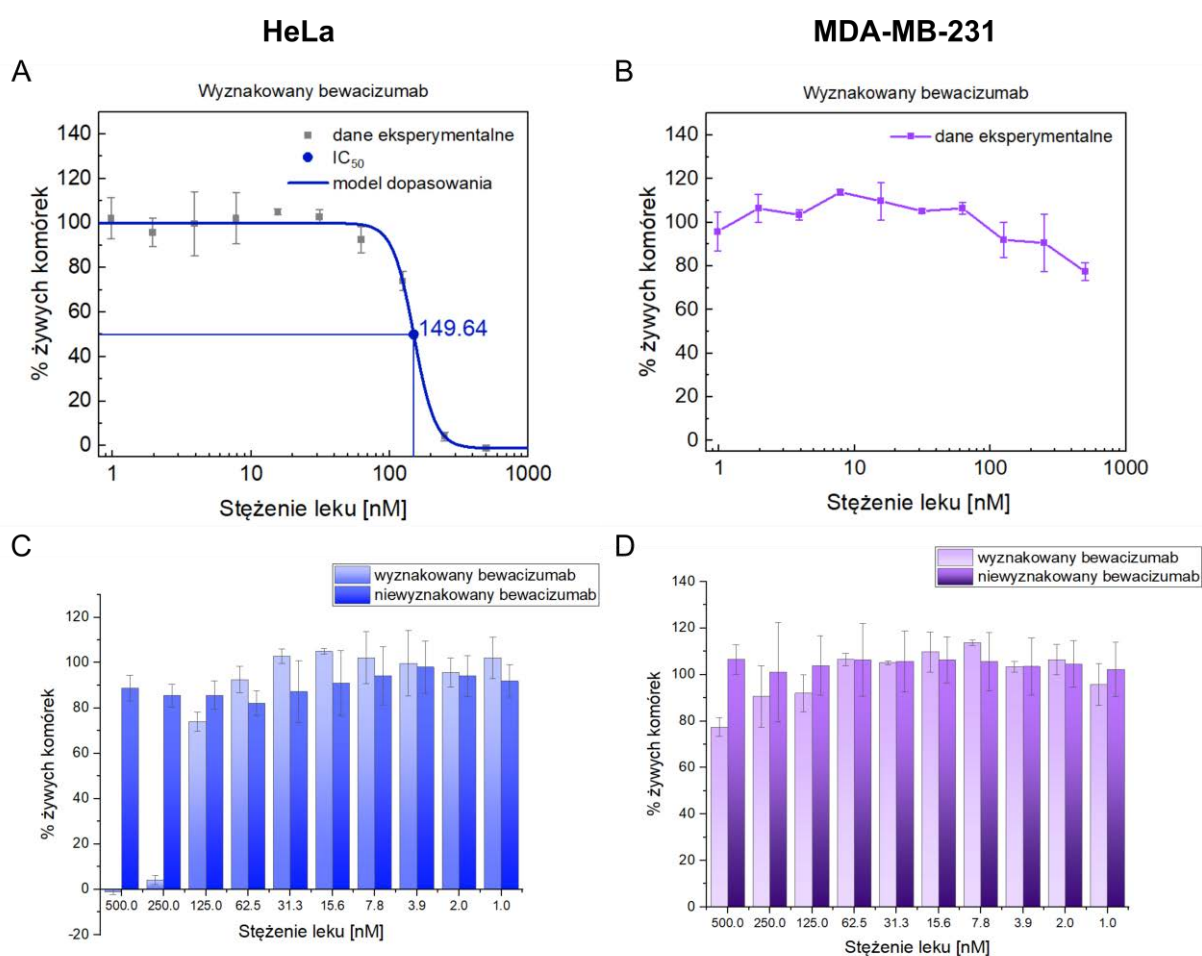 HeLa
MDA-MB-231
A
Wyznakowany bewacizumab
140
120
100
80
60
40
20
0
% żywych komórek
dane eksperymentalne
IC50
model dopasowania
149.64
1
10
100
1000
Stężenie leku [nM]
B
Wyznakowany bewacizumab
140
120
100
80
60
40
20
0
% żywych komórek
dane eksperymentalne
1
10
100
1000
Stężenie leku [nM]
C
wyznakowany bewacizumab
niewyznakowany bewacizumab
120
100
80
60
40
20
0
-20
% żywych komórek
500.0 250.0 125.0 62.5 31.3 15.6 7.8 3.9 2.0 1.0
Stężenie leku [nM]
D
wyznakowany bewacizumab
niewyznakowany bewacizumab
140
120
100
80
60
40
20
0
% żywych komórek
500.0 250.0 125.0 62.5 31.3 15.6 7.8 3.9 2.0 1.0
Stężenie leku [nM]